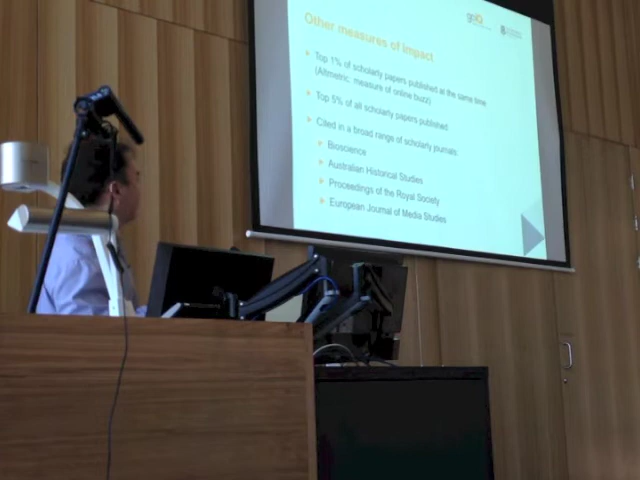 Other measures of Impact
Top 1% of scholarly papers published at the same time
(Altmetric: measure of online buzz)
Top 5% of all scholarly papers published
Cited in a broad range of scholarly journals:
Bioscience
Australian Historical Studies
Proceedings of the Royal Society
European Journal of Media Studies